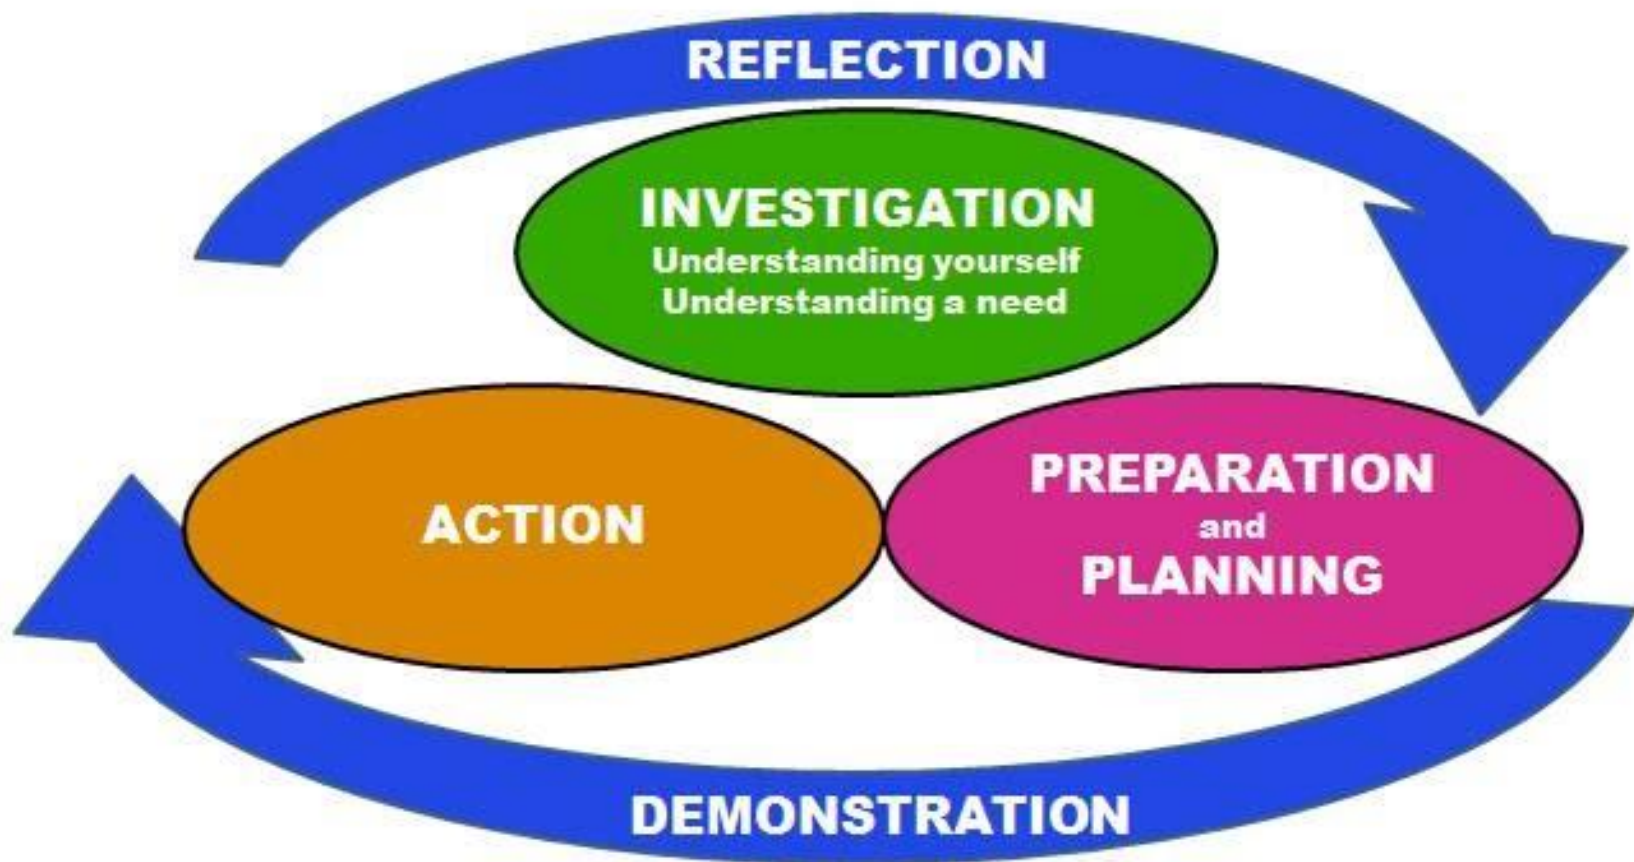 REFLECTION
INVESTIGATION
Understanding yourself
Understanding a need
ACTION
PREPARATION
and
PLANNING
DEMONSTRATION